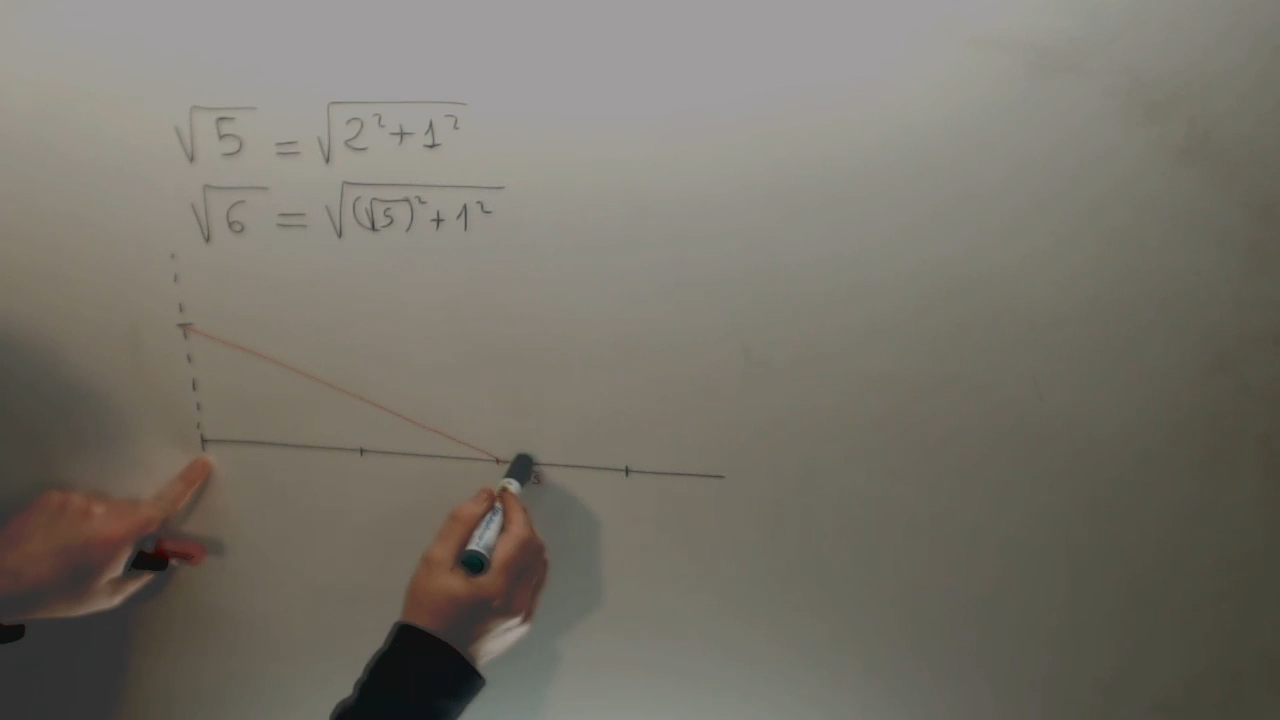 √5 = √(2²+1²)
√6 = √((√5)²+1²)